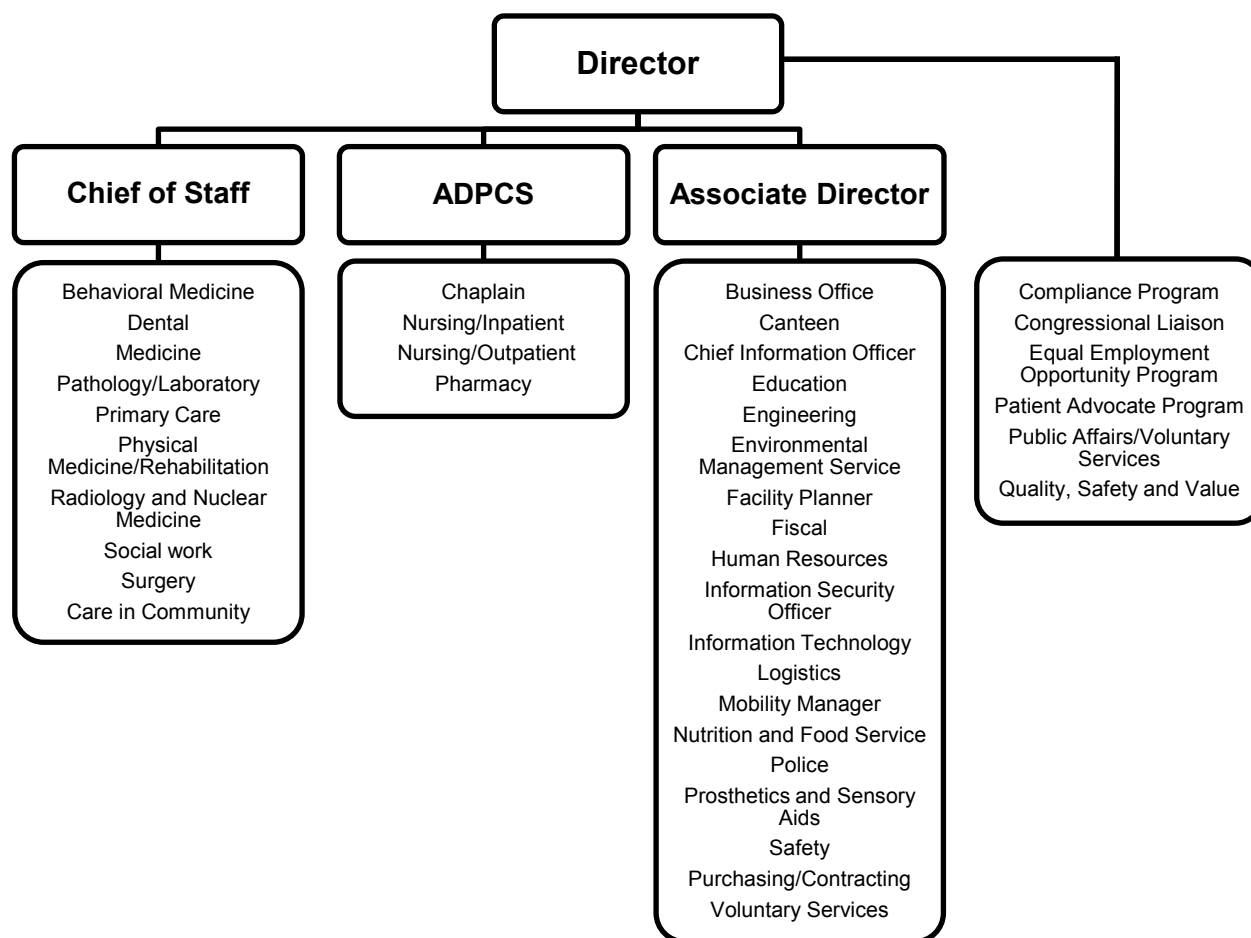 Director
Chief of Staff
ADPCS
Associate Director
Behavioral Medicine
Dental
Medicine
Pathology/Laboratory
Primary Care
Physical
Medicine/Rehabilitation
Radiology and Nuclear
Medicine
Social work
Surgery
Care in Community
Chaplain
Nursing/Inpatient
Nursing/Outpatient
Pharmacy
Business Office
Canteen
Chief Information Officer
Education
Engineering
Environmental
Management Service
Facility Planner
Fiscal
Human Resources
Information Security
Officer
Information Technology
Logistics
Mobility Manager
Nutrition and Food Service
Police
Prosthetics and Sensory
Aids
Safety
Purchasing/Contracting
Voluntary Services
Compliance Program
Congressional Liaison
Equal Employment
Opportunity Program
Patient Advocate Program
Public Affairs/Voluntary
Services
Quality, Safety and Value